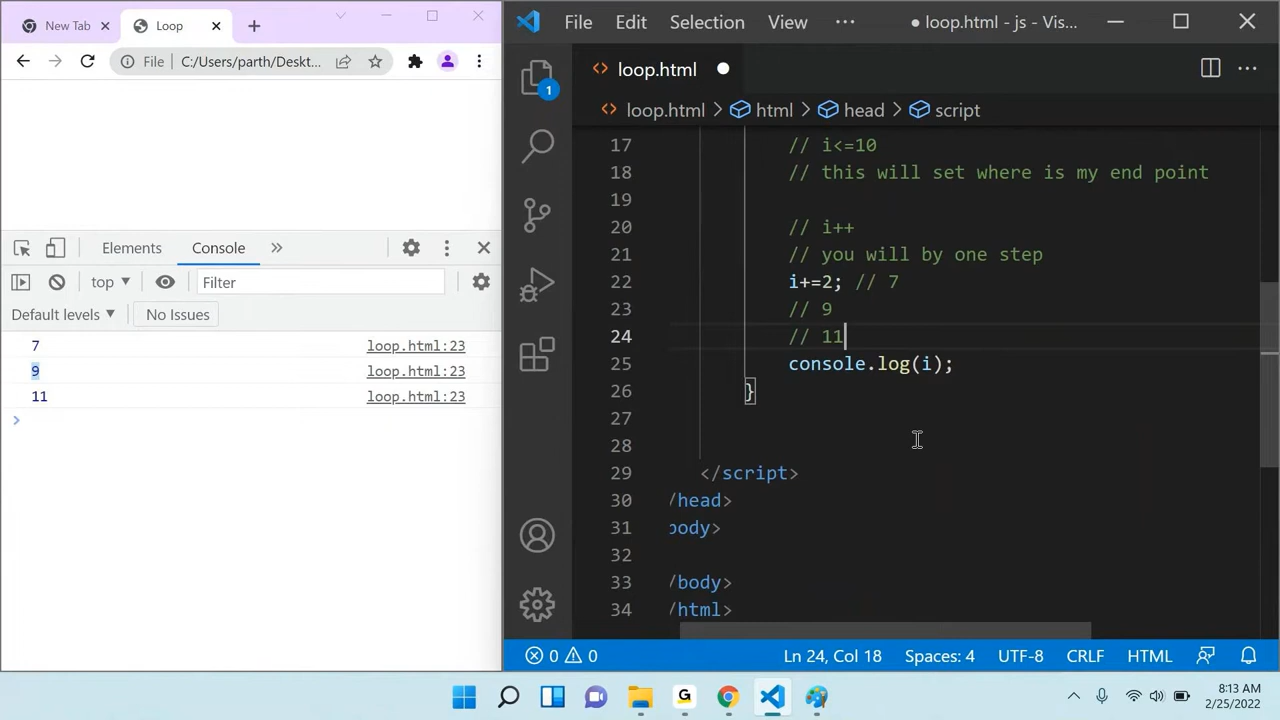 New Tab
Loop
File C:/Users/parth/Deskt...
Elements Console
top Filter
Default levels No Issues
7 loop.html:23
9 loop.html:23
11 loop.html:23
File Edit Selection View ··· ● loop.html - js - Vis...
loop.html
loop.html > html > head > script
1
17 // i<=10
18 // this will set where is my end point
19
20 // i++
21 // you will by one step
22 i+=2; // 7
23 // 9
24 // 11
25 console.log(i);
26 }
27
28
29 </script>
30 /head>
31 body>
32
33 /body>
34 /html>
0 0 Ln 24, Col 18 Spaces: 4 UTF-8 CRLF HTML
G
8:13 AM
2/25/2022